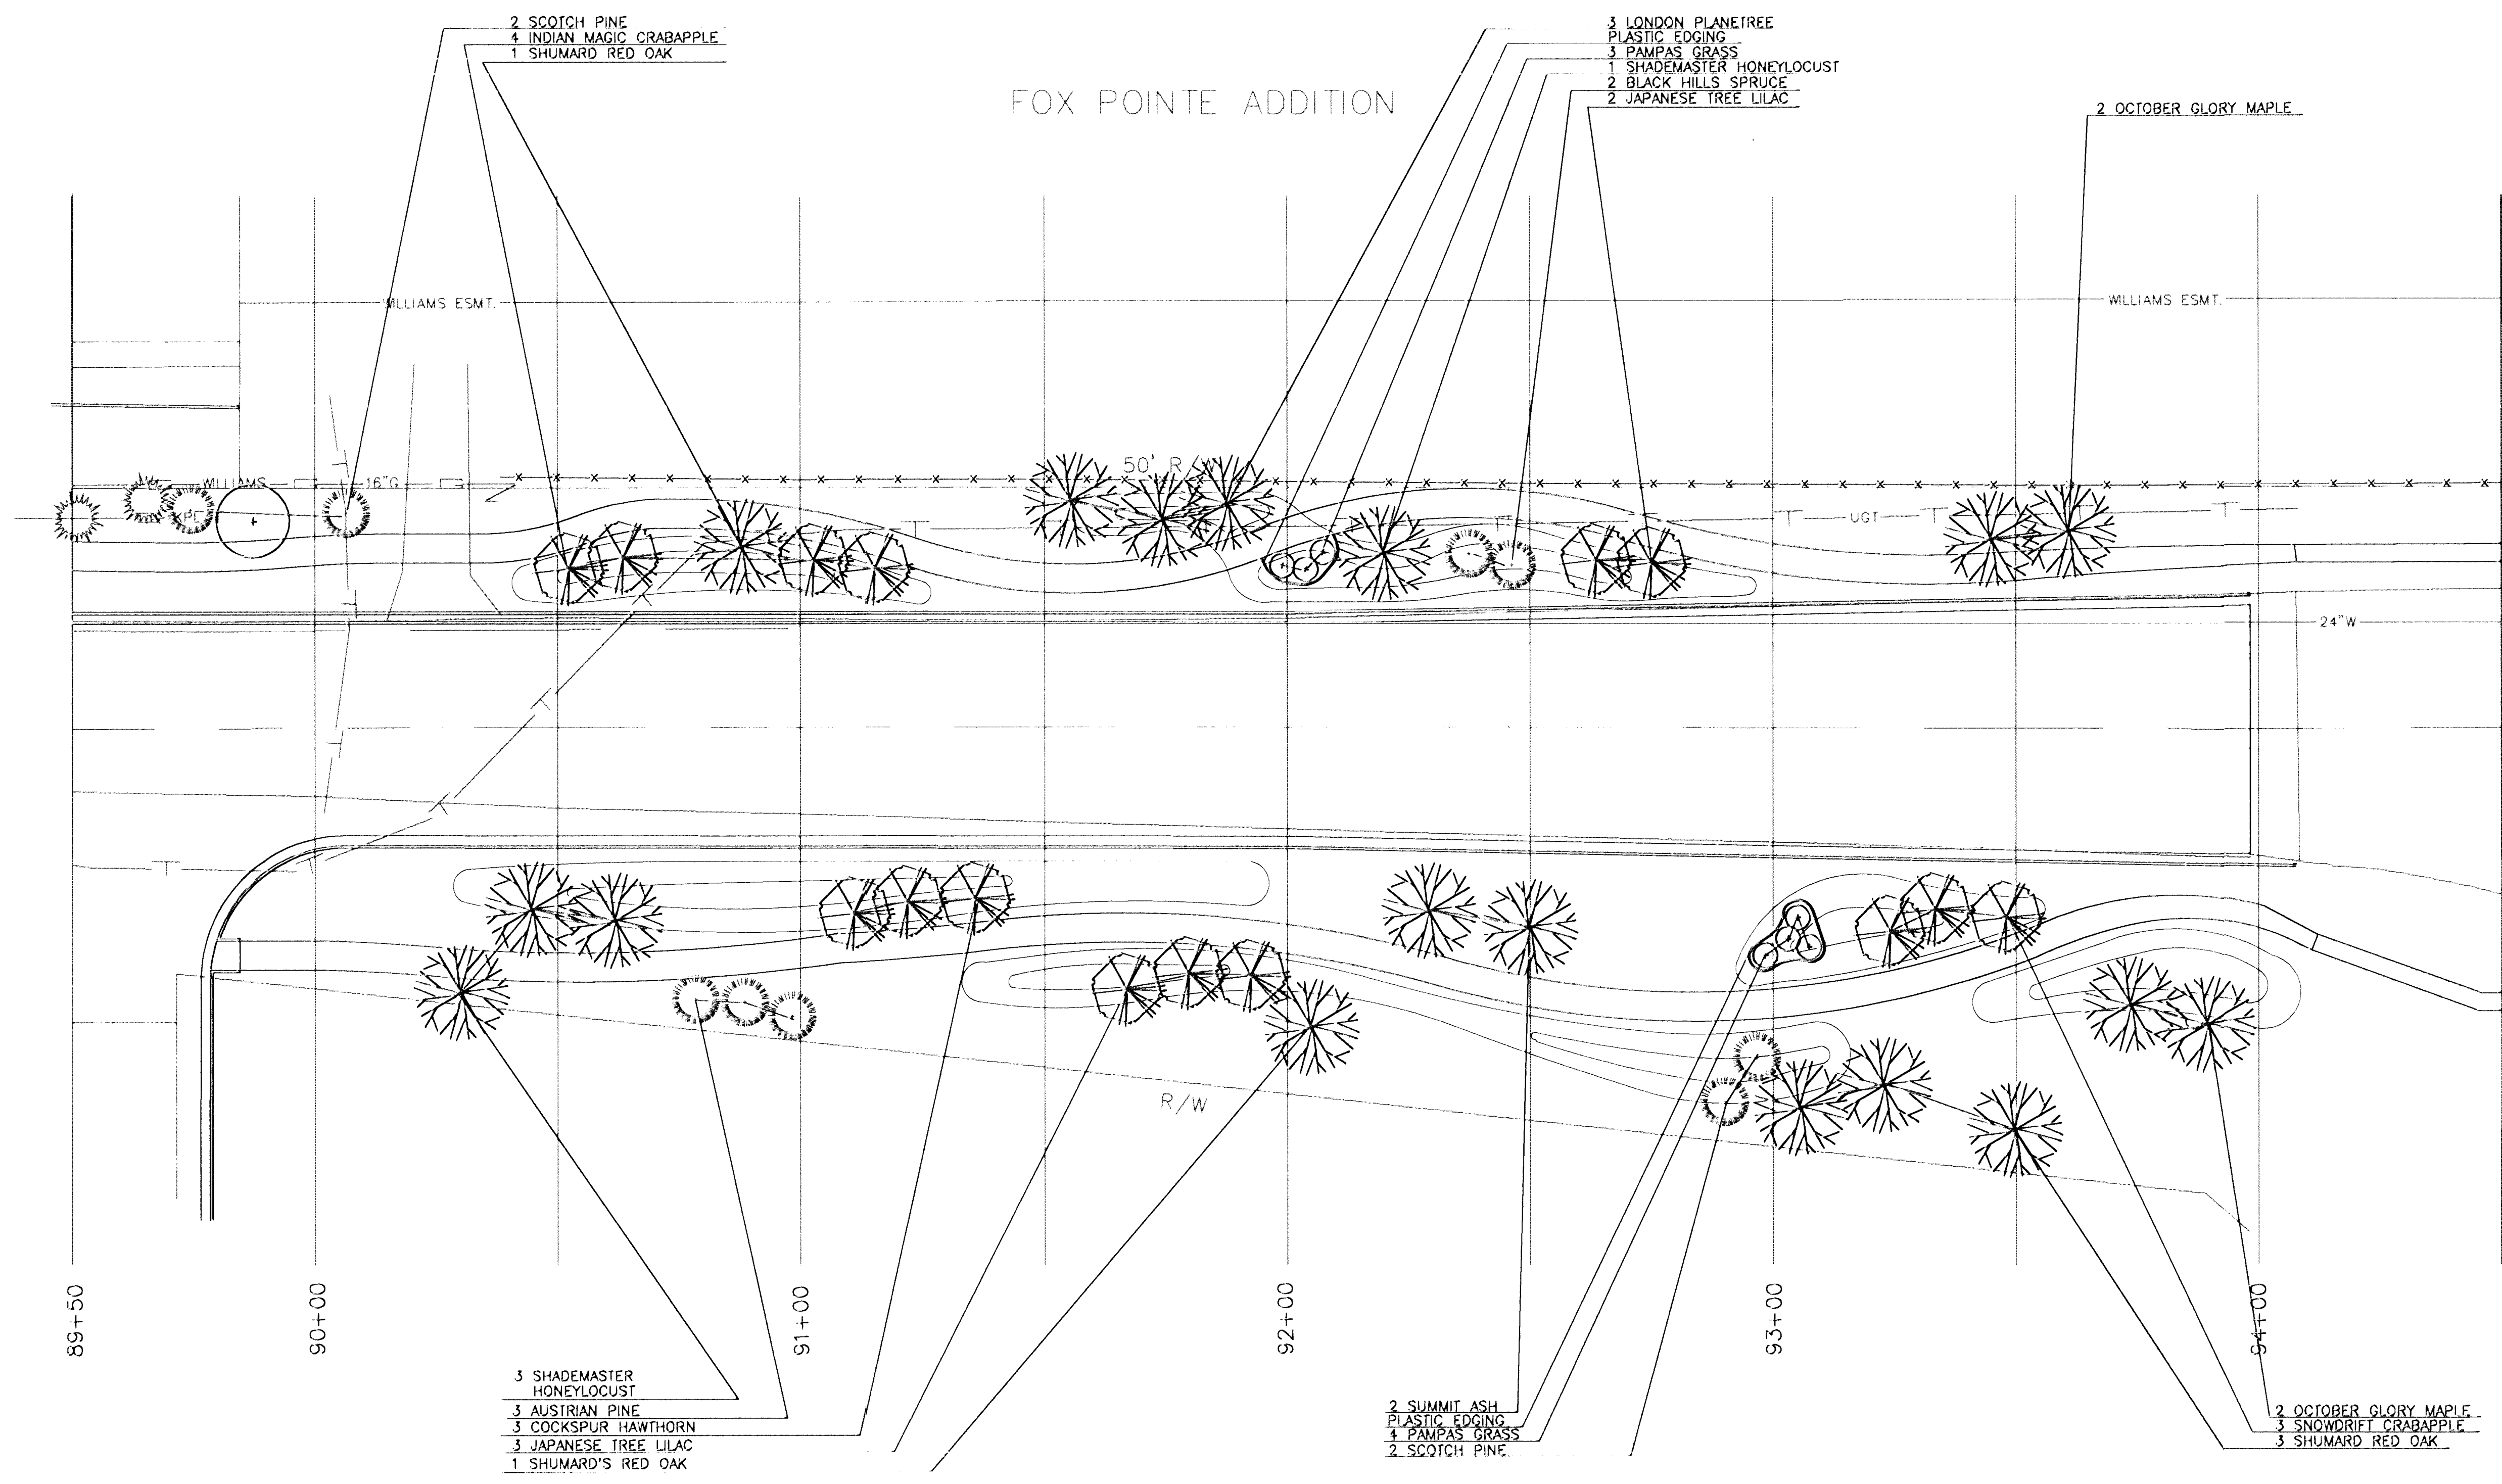 2 SCOTCH PINE
4 INDIAN MAGIC CRABAPPLE
1 SHUMARD RED OAK
3 LONDON PLANETREE
PLASTIC EDGING
3 PAMPAS GRASS
1 SHADEMASTER HONEYLOCUST
2 BLACK HILLS SPRUCE
2 JAPANESE TREE LILAC
FOX POINTE ADDITION
2 OCTOBER GLORY MAPLE
WILLIAMS ESMT.
WILLIAMS ESMT.
50' R/W
WILLIAMS
16"G
KPL
UGT
24"W
R/W
89+50
90+00
91+00
92+00
93+00
94+00
3 SHADEMASTER
HONEYLOCUST
3 AUSTRIAN PINE
3 COCKSPUR HAWTHORN
3 JAPANESE TREE LILAC
1 SHUMARD'S RED OAK
2 SUMMIT ASH
PLASTIC EDGING
4 PAMPAS GRASS
2 SCOTCH PINE
2 OCTOBER GLORY MAPLE
3 SNOWDRIFT CRABAPPLE
3 SHUMARD RED OAK